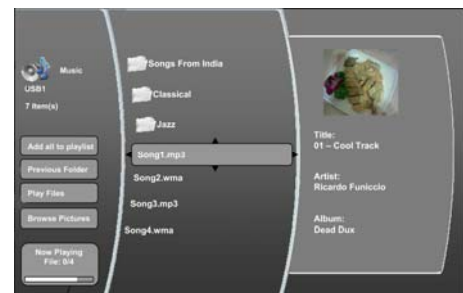 Music
USB1
7 Item(s)
Add all to playlist
Previous Folder
Play Files
Browse Pictures
Now Playing
File: 0/4
Songs From India
Classical
Jazz
Song1.mp3
Song2.wma
Song3.mp3
Song4.wma
Title:
01 – Cool Track
Artist:
Ricardo Funiccio
Album:
Dead Dux